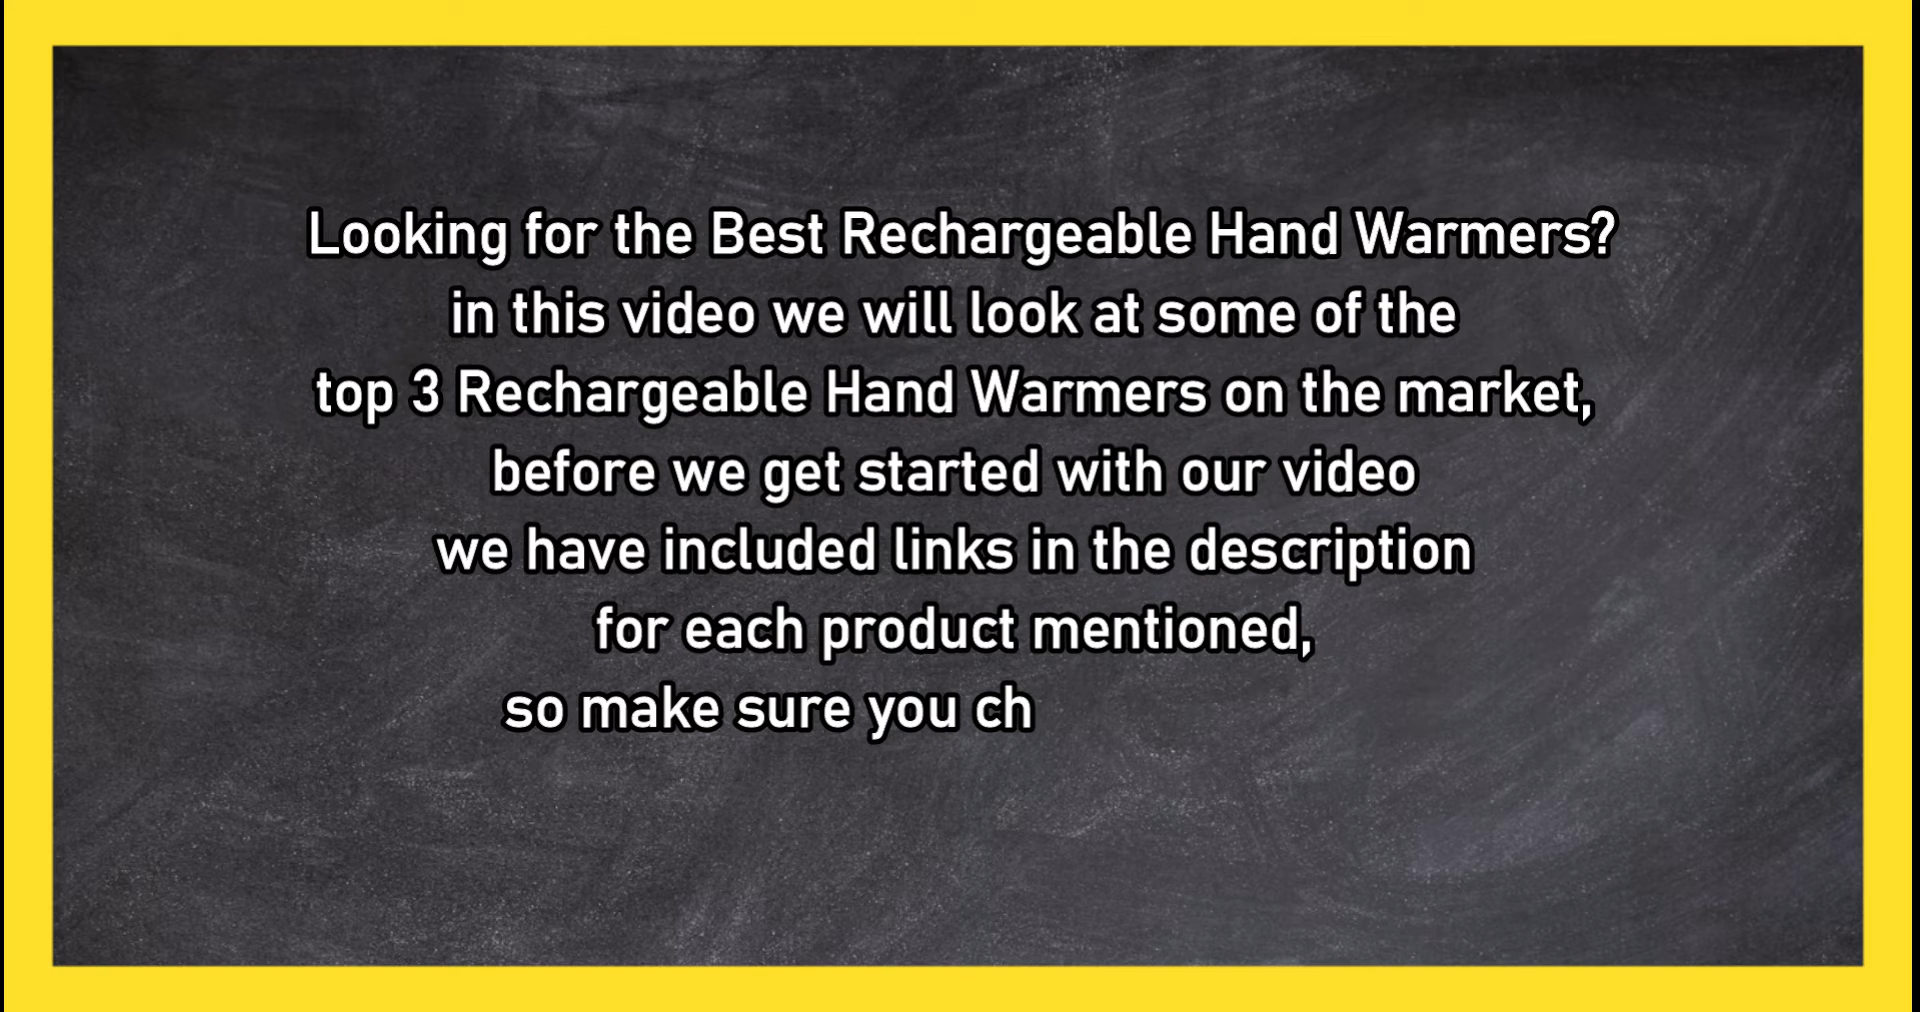 Looking for the Best Rechargeable Hand Warmers?
in this video we will look at some of the
top 3 Rechargeable Hand Warmers on the market,
before we get started with our video
we have included links in the description
for each product mentioned,
so make sure you ch